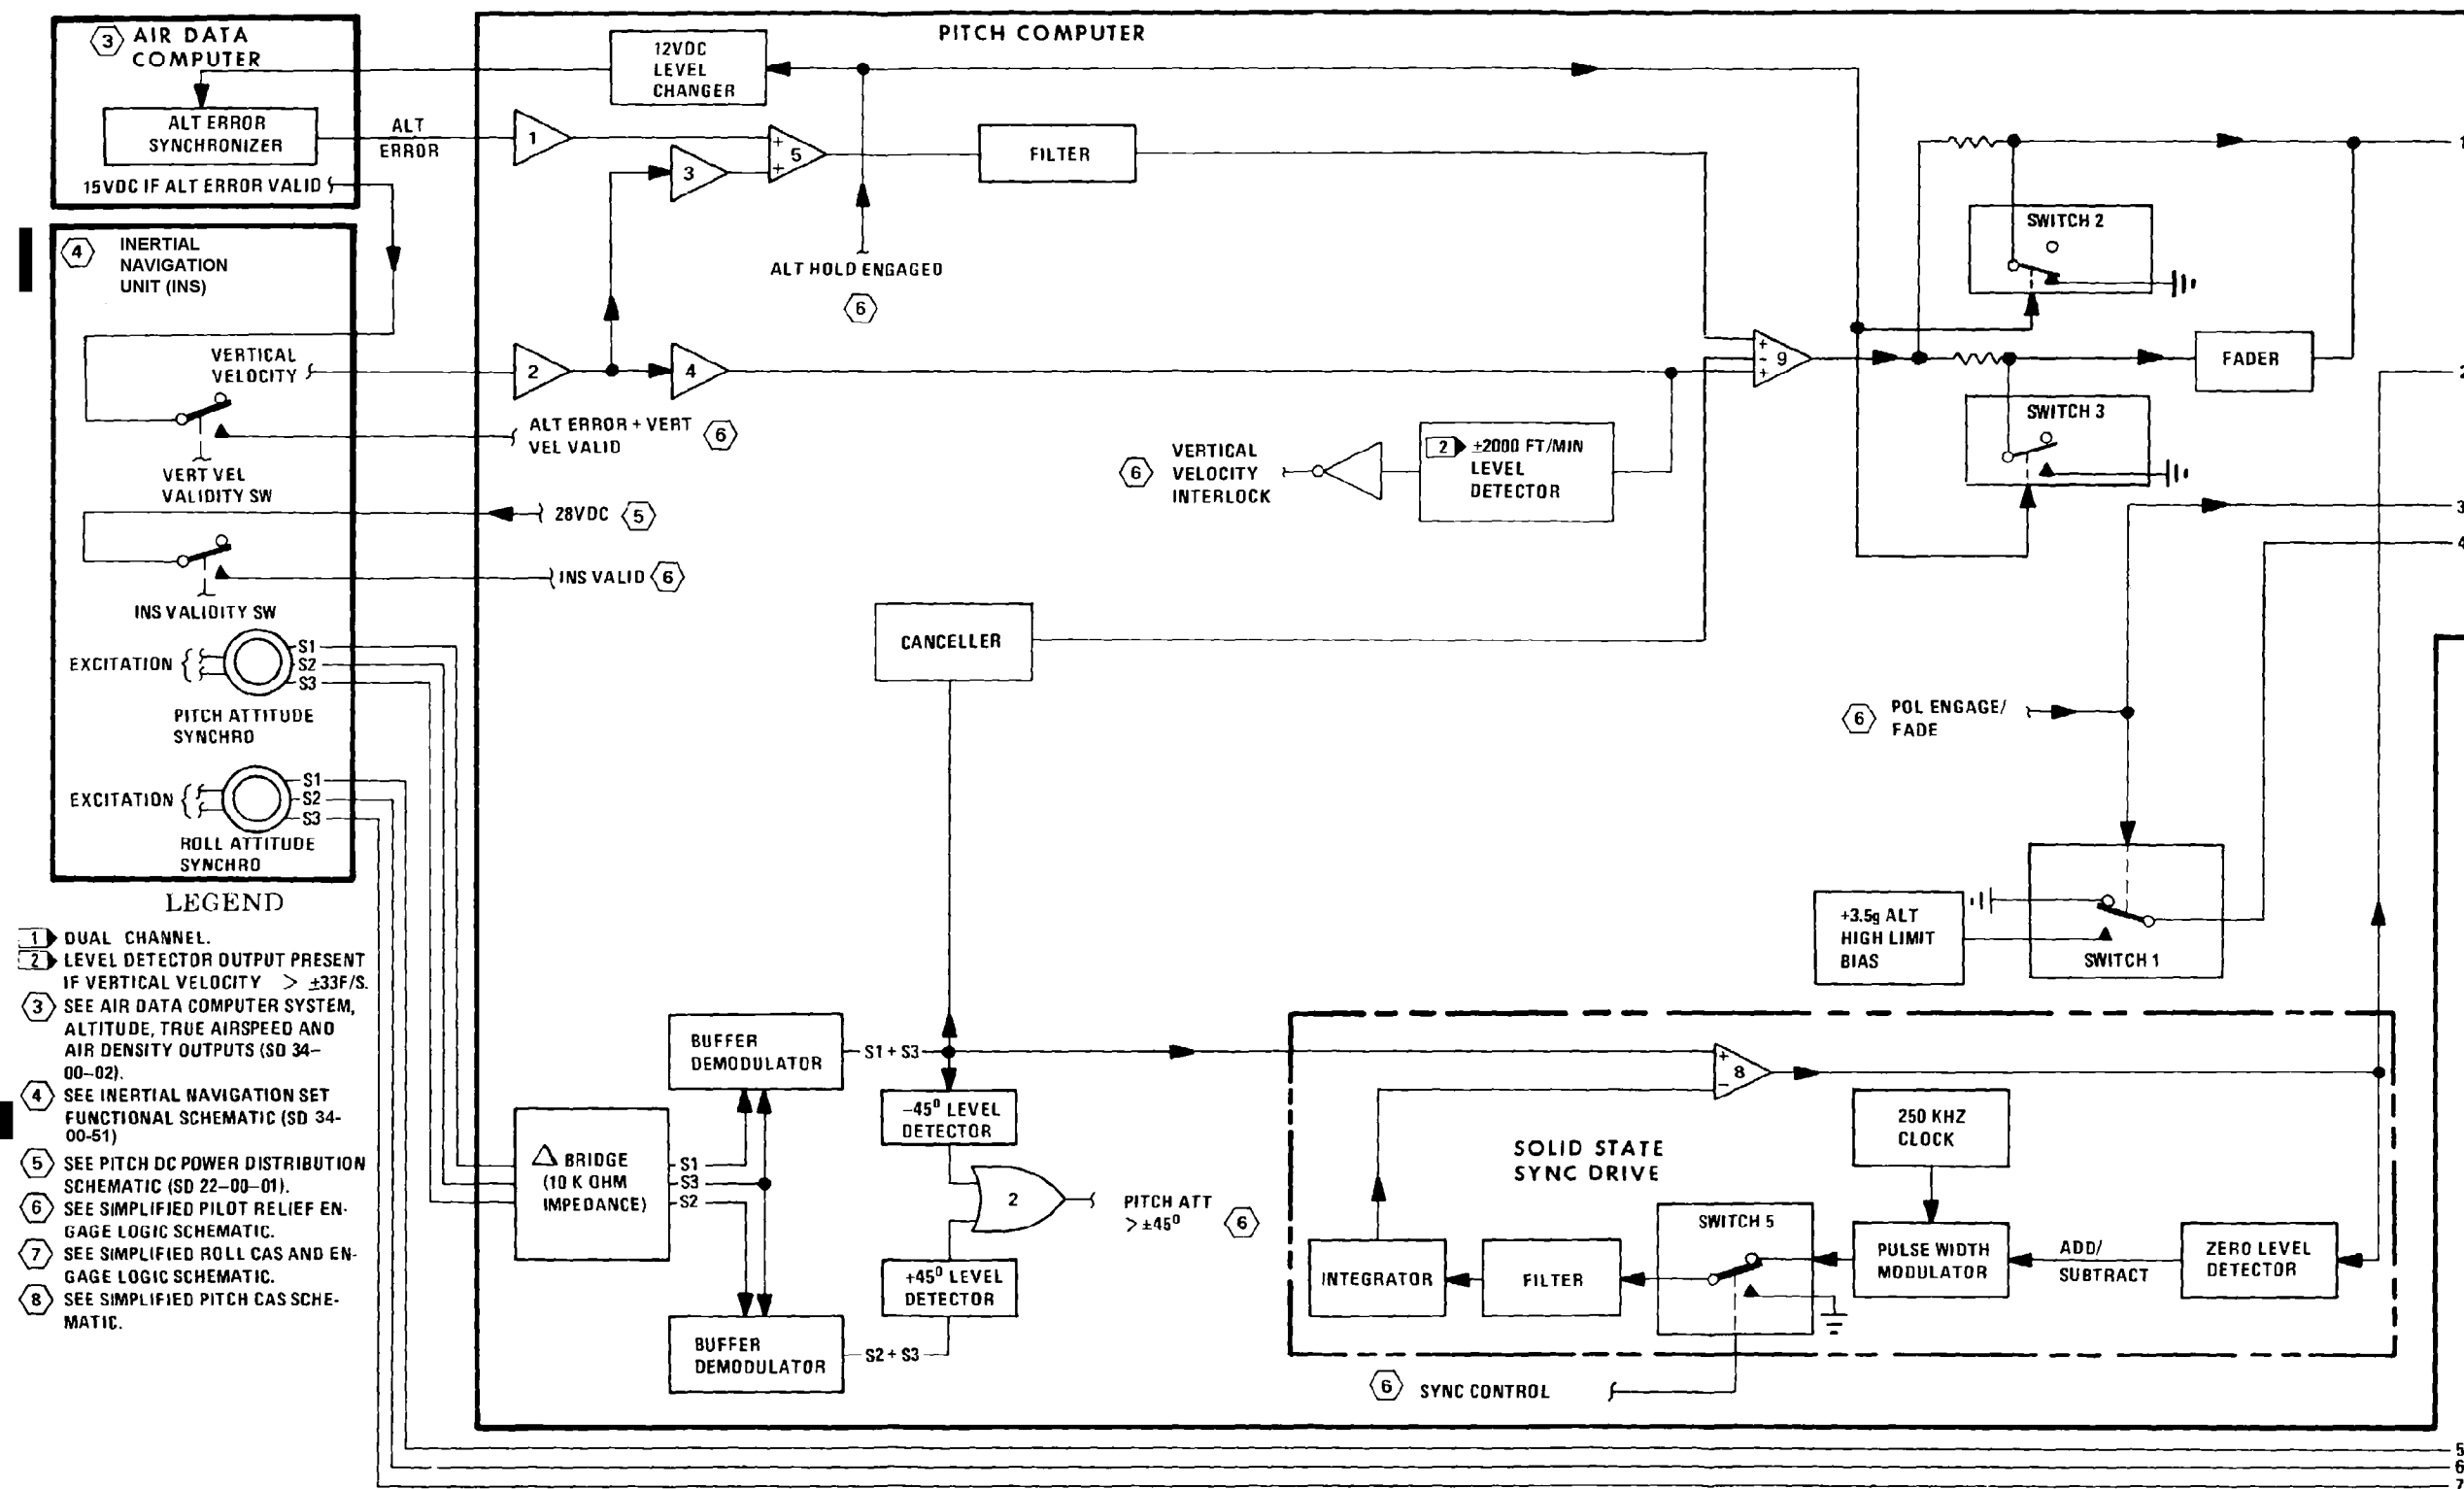 PITCH COMPUTER
3 AIR DATA
COMPUTER
ALT ERROR
SYNCHRONIZER
15VDC IF ALT ERROR VALID
ALT
ERROR
12VDC
LEVEL
CHANGER
1
3
+
+
5
FILTER
ALT HOLD ENGAGED
6
4
INERTIAL
NAVIGATION
UNIT (INS)
VERTICAL
VELOCITY
2
4
ALT ERROR + VERT
VEL VALID
6
VERT VEL
VALIDITY SW
28VDC 5
INS VALID 6
INS VALIDITY SW
EXCITATION
S1
S2
S3
PITCH ATTITUDE
SYNCHRO
EXCITATION
S1
S2
S3
ROLL ATTITUDE
SYNCHRO
6
VERTICAL
VELOCITY
INTERLOCK
2 ±2000 FT/MIN
LEVEL
DETECTOR
+
-
+
9
SWITCH 2
SWITCH 3
FADER
1
2
3
4
CANCELLER
6 POL ENGAGE/
FADE
+3.5g ALT
HIGH LIMIT
BIAS
SWITCH 1
LEGEND
1 DUAL CHANNEL.
2 LEVEL DETECTOR OUTPUT PRESENT
IF VERTICAL VELOCITY > ±33F/S.
3 SEE AIR DATA COMPUTER SYSTEM,
ALTITUDE, TRUE AIRSPEED AND
AIR DENSITY OUTPUTS (SD 34–
00–02).
4 SEE INERTIAL NAVIGATION SET
FUNCTIONAL SCHEMATIC (SD 34-
00-51)
5 SEE PITCH DC POWER DISTRIBUTION
SCHEMATIC (SD 22–00–01).
6 SEE SIMPLIFIED PILOT RELIEF EN-
GAGE LOGIC SCHEMATIC.
7 SEE SIMPLIFIED ROLL CAS AND EN-
GAGE LOGIC SCHEMATIC.
8 SEE SIMPLIFIED PITCH CAS SCHE-
MATIC.
BUFFER
DEMODULATOR
S1 + S3
BRIDGE
(10 K OHM
IMPEDANCE)
S1
S3
S2
–45° LEVEL
DETECTOR
2
PITCH ATT
> ±45°
6
+45° LEVEL
DETECTOR
BUFFER
DEMODULATOR
S2 + S3
+
–
8
SOLID STATE
SYNC DRIVE
250 KHZ
CLOCK
INTEGRATOR
FILTER
SWITCH 5
PULSE WIDTH
MODULATOR
ADD/
SUBTRACT
ZERO LEVEL
DETECTOR
6 SYNC CONTROL
5
6
7